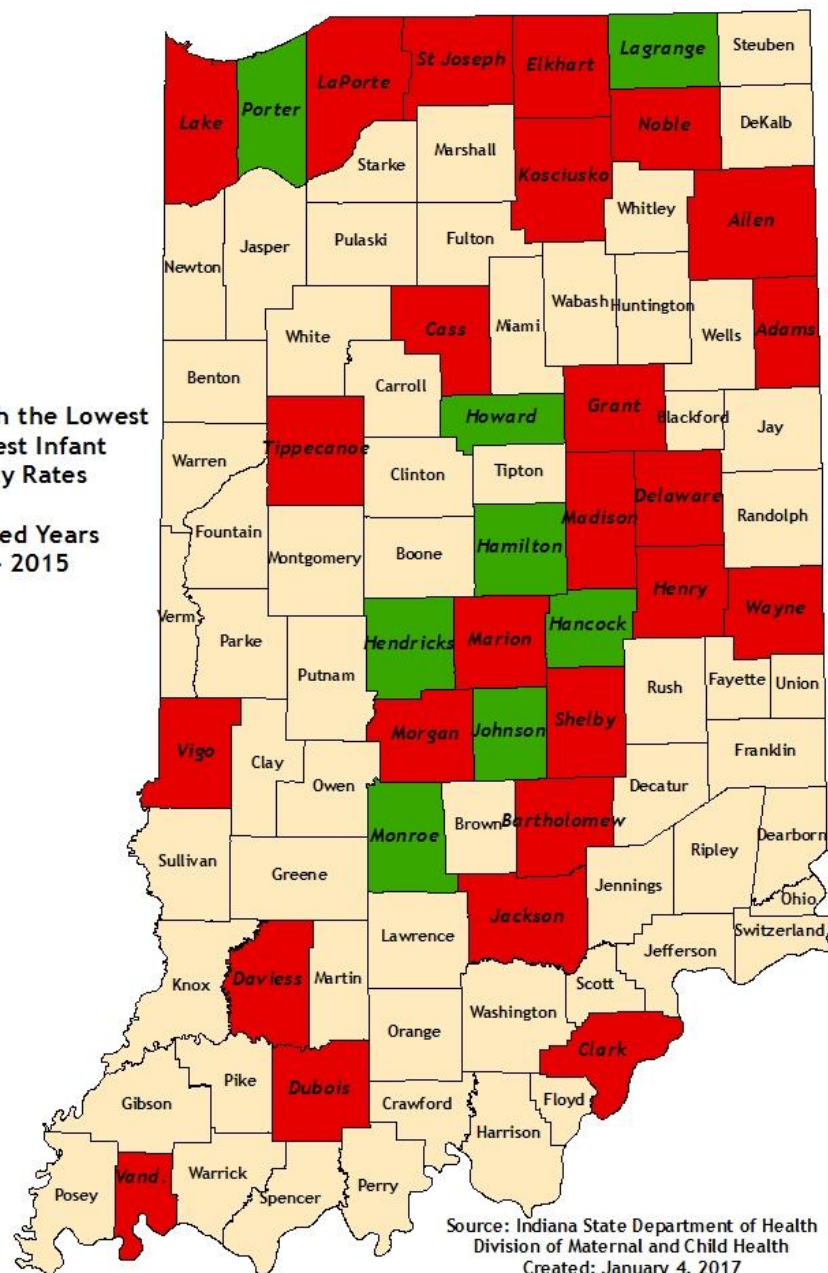 Lagrange
Steuben
St Joseph
Elkhart
LaPorte
Porter
Lake
Noble
DeKalb
Starke
Marshall
Kosciusko
Whitley
Allen
Newton
Jasper
Pulaski
Fulton
Wabash
Huntington
Miami
Wells
Adams
White
Cass
Benton
Carroll
Howard
Grant
Blackford
Jay
h the Lowest
est Infant
y Rates
ed Years
- 2015
Warren
Tippecanoe
Clinton
Tipton
Madison
Delaware
Randolph
Fountain
Montgomery
Boone
Hamilton
Henry
Wayne
Verm
Parke
Putnam
Hendricks
Marion
Hancock
Rush
Fayette
Union
Vigo
Clay
Owen
Morgan
Johnson
Shelby
Franklin
Decatur
Sullivan
Greene
Monroe
Brown
Bartholomew
Ripley
Dearborn
Jennings
Ohio
Knox
Daviess
Martin
Lawrence
Jackson
Jefferson
Switzerland
Orange
Washington
Scott
Clark
Gibson
Pike
Dubois
Crawford
Harrison
Floyd
Posey
Vand.
Warrick
Spencer
Perry
Source: Indiana State Department of Health
Division of Maternal and Child Health
Created: January 4, 2017